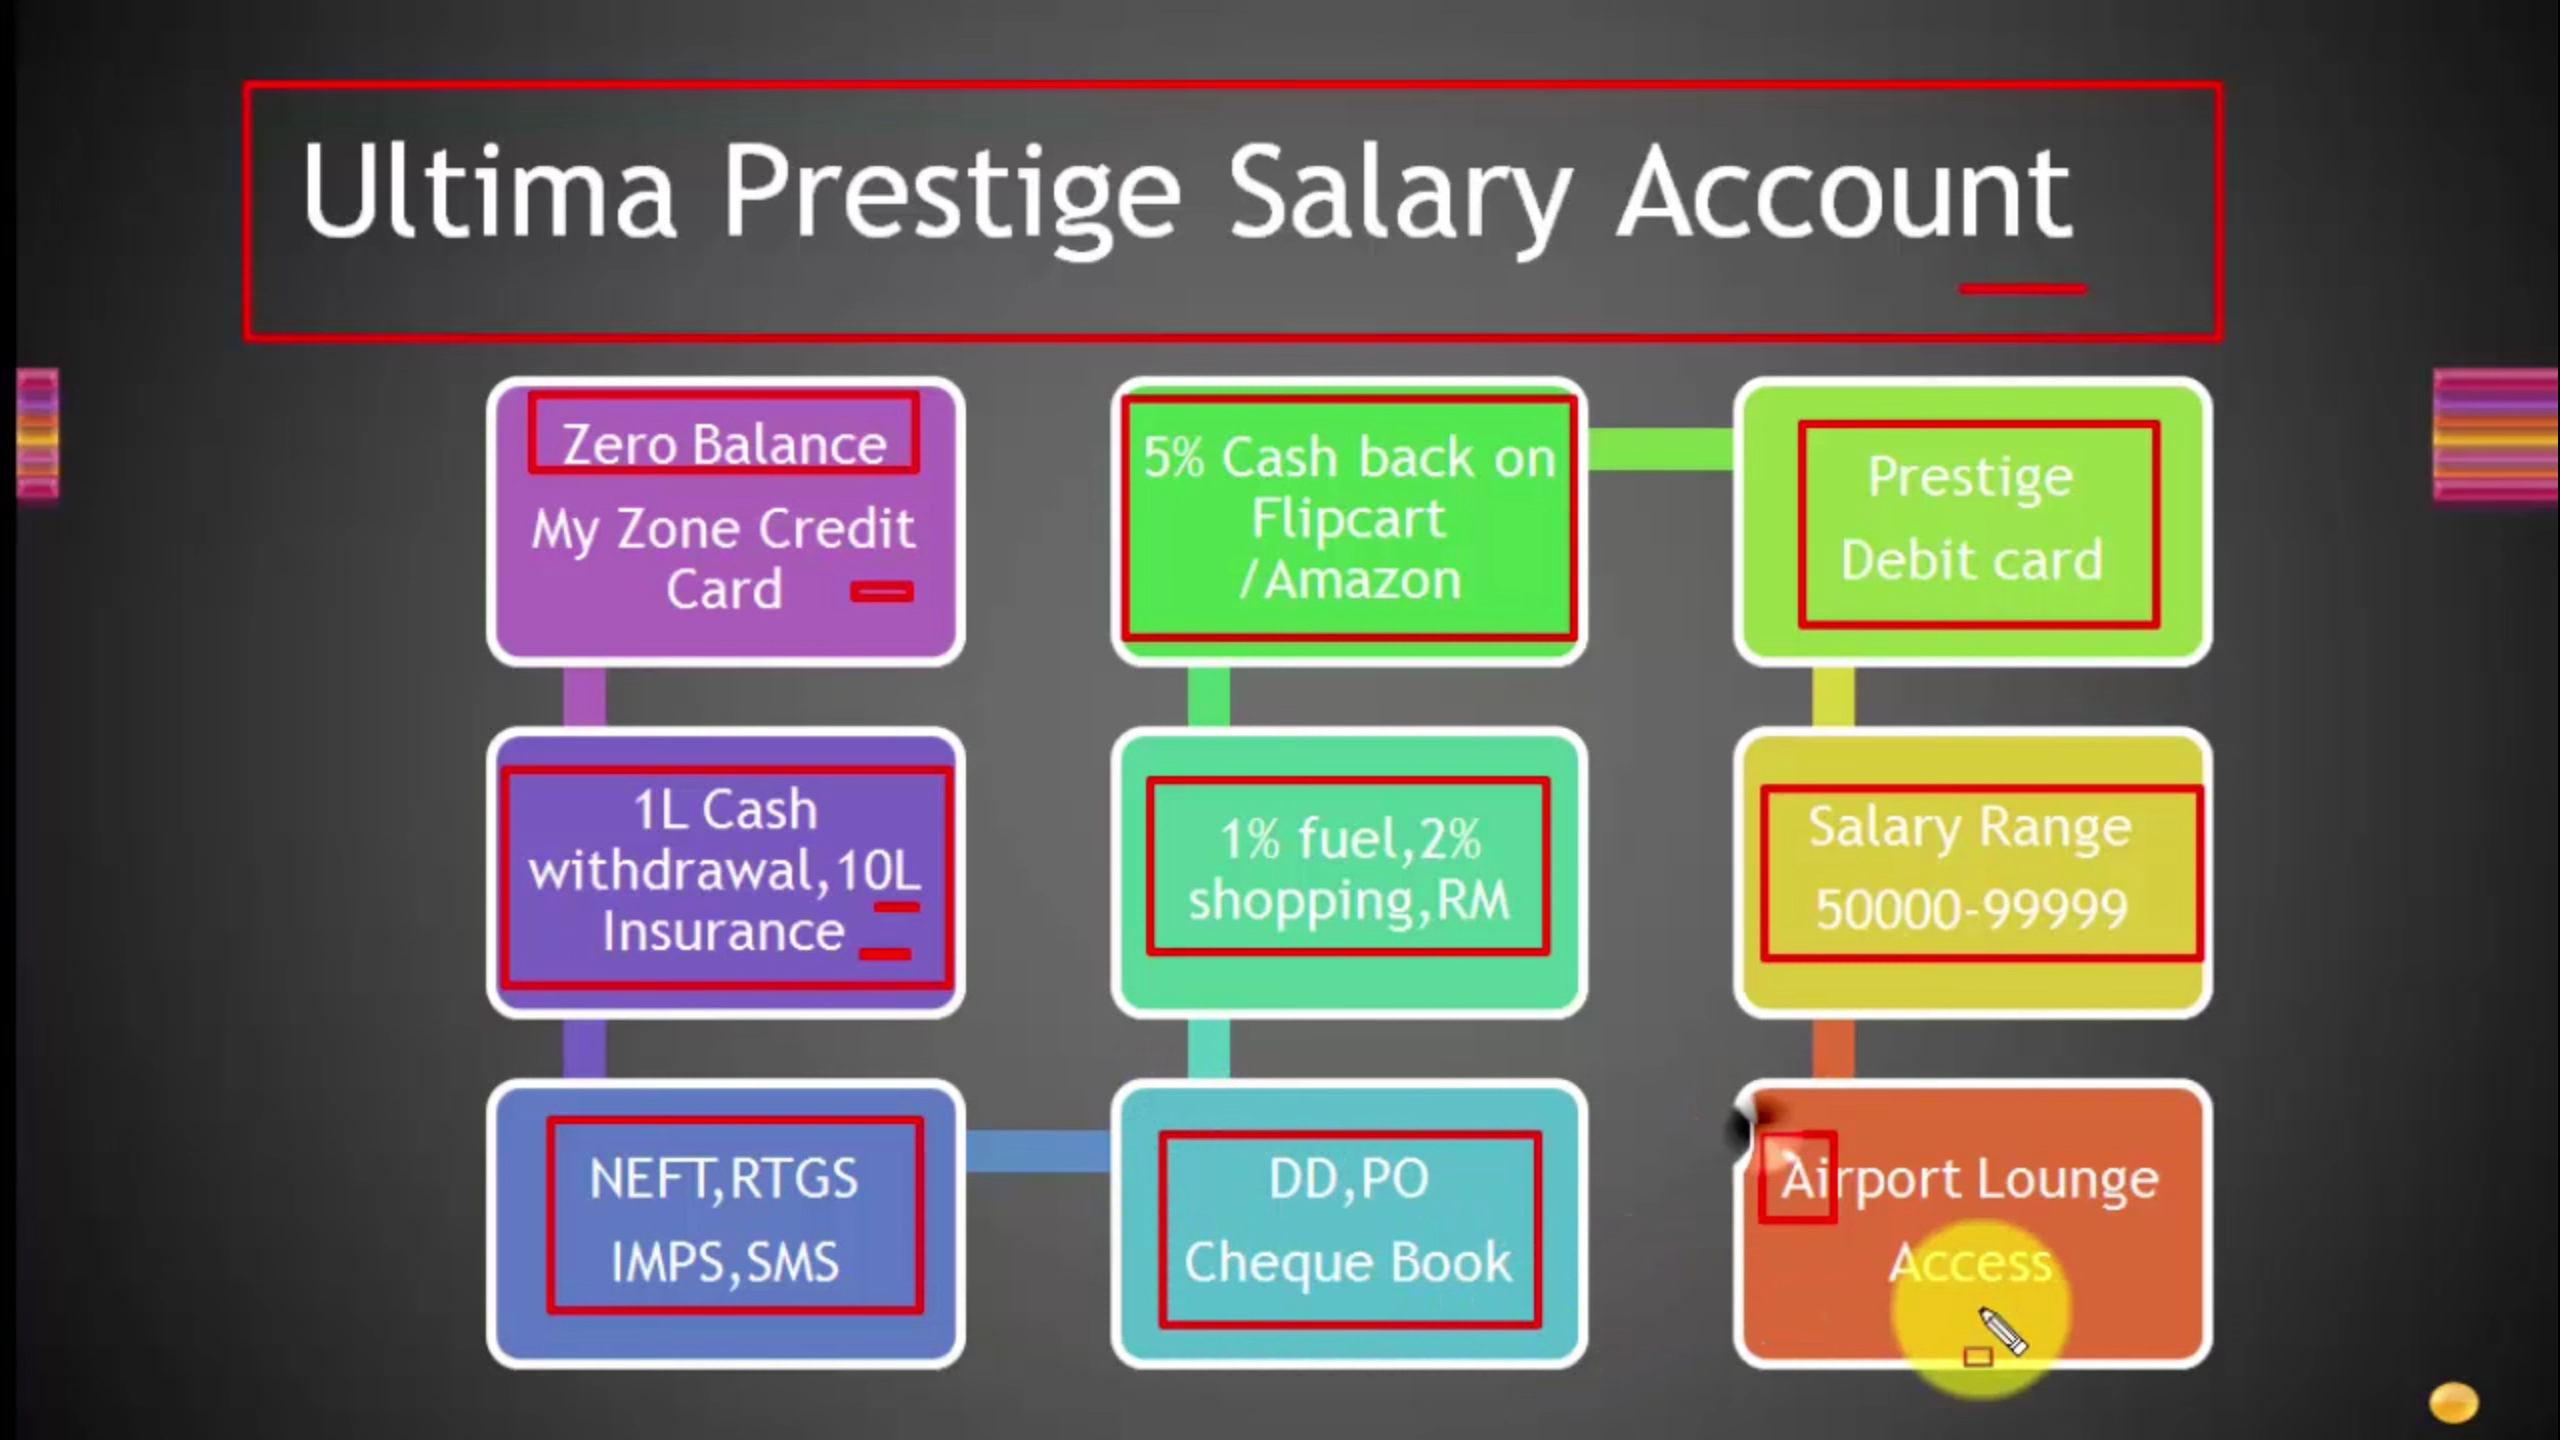 Ultima Prestige Salary Account
Zero Balance
My Zone Credit
Card
1L Cash
withdrawal,10L
Insurance
NEFT,RTGS
IMPS,SMS
DD,PO
Cheque Book
1% fuel,2%
shopping,RM
5% Cash back on
Flipcart
/Amazon
Prestige
Debit card
Salary Range
50000-99999
Airport Lounge
Access